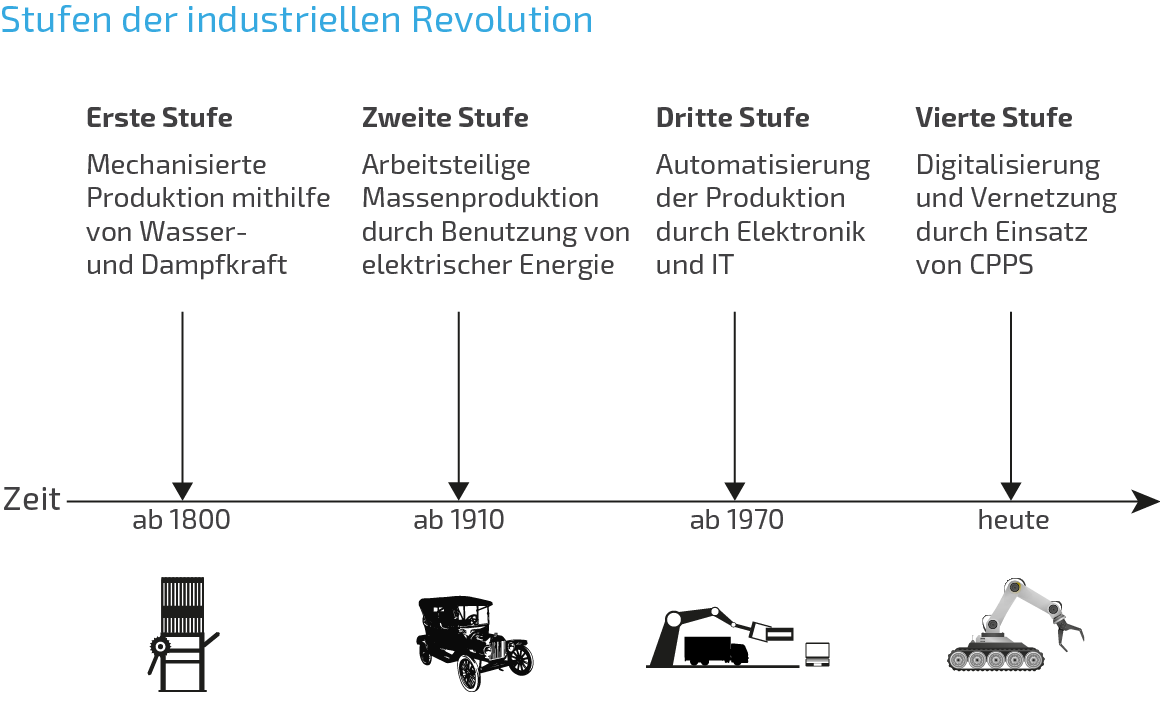 Stufen der industriellen Revolution
Erste Stufe
Mechanisierte
Produktion mithilfe
von Wasser-
und Dampfkraft
Zweite Stufe
Arbeitsteilige
Massenproduktion
durch Benutzung von
elektrischer Energie
Dritte Stufe
Automatisierung
der Produktion
durch Elektronik
und IT
Vierte Stufe
Digitalisierung
und Vernetzung
durch Einsatz
von CPPS
Zeit
ab 1800
ab 1910
ab 1970
heute